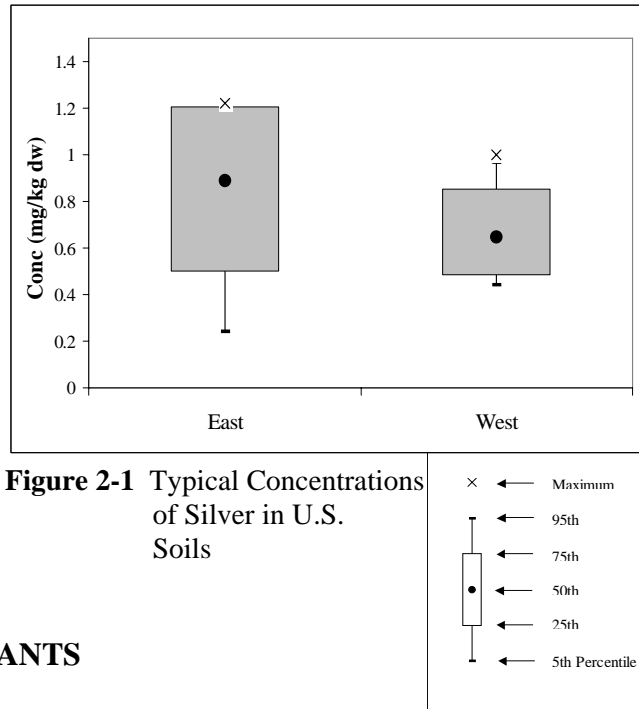 1.4
1.2
1
0.8
0.6
0.4
0.2
0
Conc (mg/kg dw)
East West
Figure 2-1 Typical Concentrations
of Silver in U.S.
Soils
Maximum
95th
75th
50th
25th
5th Percentile
ANTS